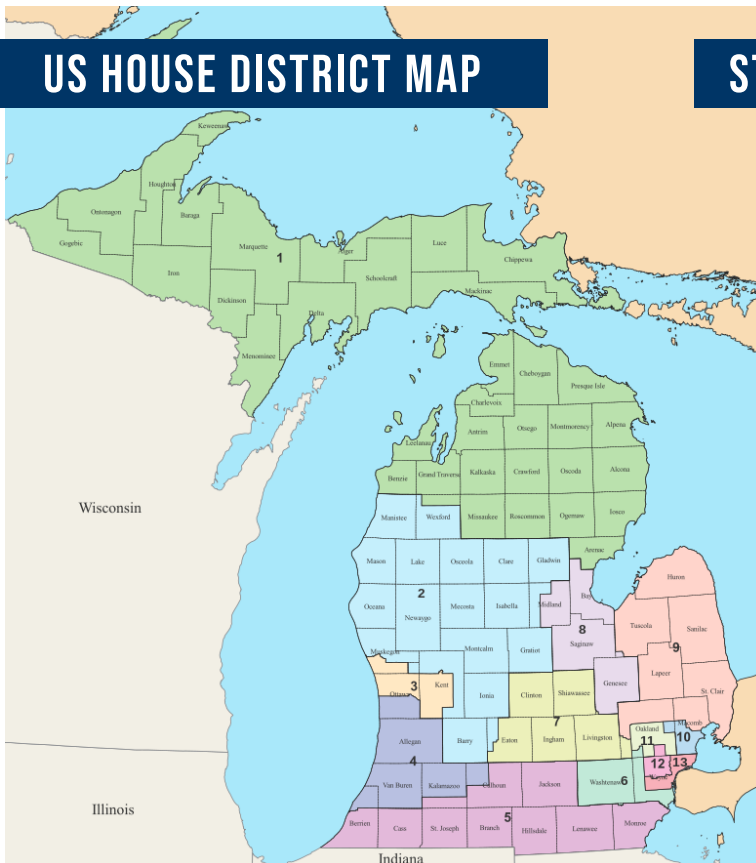 US HOUSE DISTRICT MAP
ST
Keweenaw
Houghton
Ontonagon
Baraga
Gogebic
Marquette
1
Alger
Luce
Chippewa
Iron
Schoolcraft
Mackinac
Dickinson
Delta
Menominee
Emmet
Cheboygan
Presque Isle
Charlevoix
Antrim
Otsego
Montmorency
Alpena
Leelanau
Benzie
Grand Traverse
Kalkaska
Crawford
Oscoda
Alcona
Wisconsin
Manistee
Wexford
Missaukee
Roscommon
Ogemaw
Iosco
Arenac
Mason
Lake
Osceola
Clare
Gladwin
Huron
2
Oceana
Newaygo
Mecosta
Isabella
Midland
Bay
8
Tuscola
Sanilac
Saginaw
9
Muskegon
Montcalm
Gratiot
Lapeer
3
Kent
Ottawa
Ionia
Clinton
Shiawassee
Genesee
St. Clair
7
Oakland
Macomb
11
10
Allegan
Barry
Eaton
Ingham
Livingston
4
12
13
Van Buren
Kalamazoo
Calhoun
Jackson
Washtenaw
6
Wayne
5
Berrien
Cass
St. Joseph
Branch
Hillsdale
Lenawee
Monroe
Illinois
Indiana